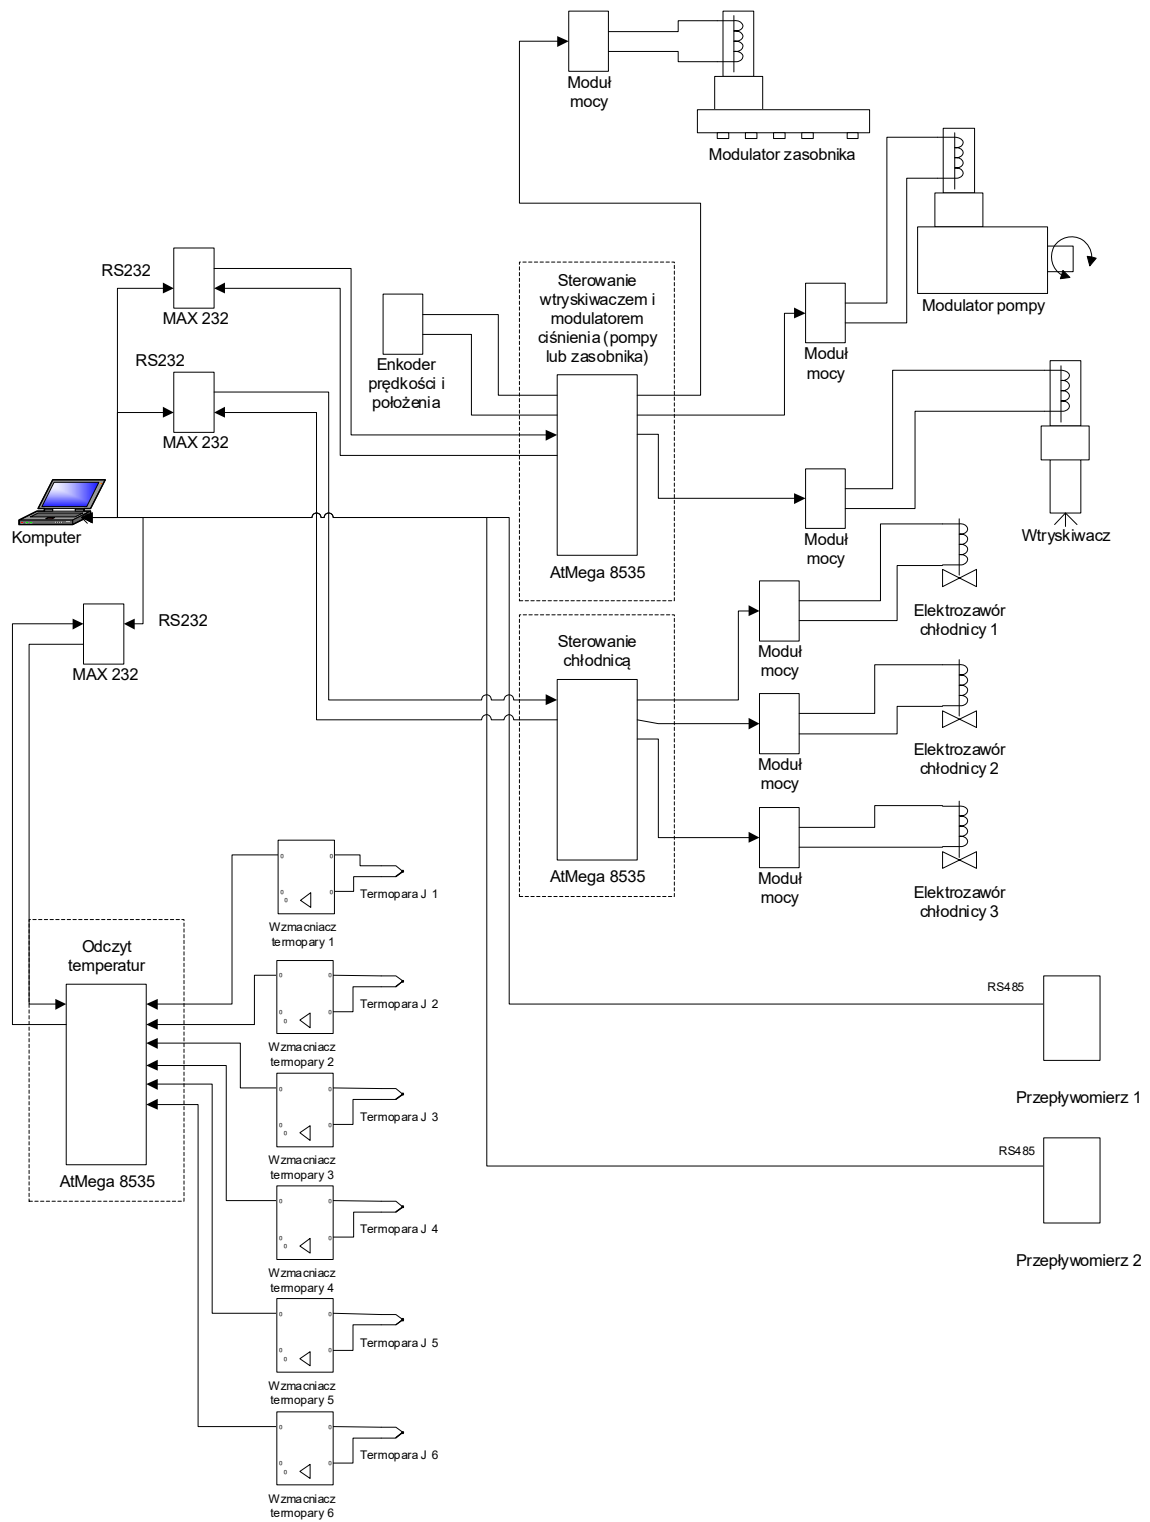 Moduł
mocy
Modulator zasobnika
Modulator pompy
RS232
MAX 232
RS232
MAX 232
Enkoder
prędkości i
położenia
Sterowanie
wtryskiwaczem i
modulatorem
ciśnienia (pompy
lub zasobnika)
AtMega 8535
Moduł
mocy
Moduł
mocy
Wtryskiwacz
Komputer
RS232
MAX 232
Sterowanie
chłodnicą
AtMega 8535
Moduł
mocy
Elektrozawór
chłodnicy 1
Moduł
mocy
Elektrozawór
chłodnicy 2
Moduł
mocy
Elektrozawór
chłodnicy 3
Odczyt
temperatur
AtMega 8535
Termopara J 1
Wzmacniacz
termopary 1
Termopara J 2
Wzmacniacz
termopary 2
Termopara J 3
Wzmacniacz
termopary 3
Termopara J 4
Wzmacniacz
termopary 4
Termopara J 5
Wzmacniacz
termopary 5
Termopara J 6
Wzmacniacz
termopary 6
RS485
Przepływomierz 1
RS485
Przepływomierz 2